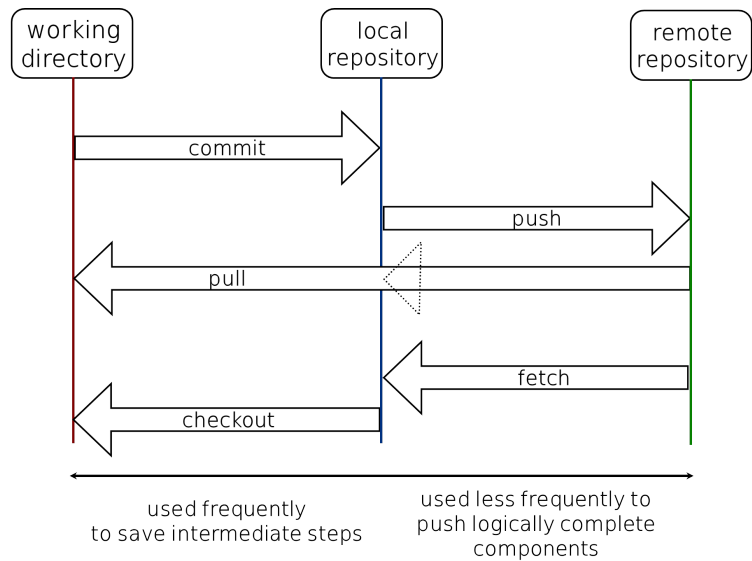 working
directory
local
repository
remote
repository
commit
push
pull
fetch
checkout
used frequently
to save intermediate steps
used less frequently to
push logically complete
components